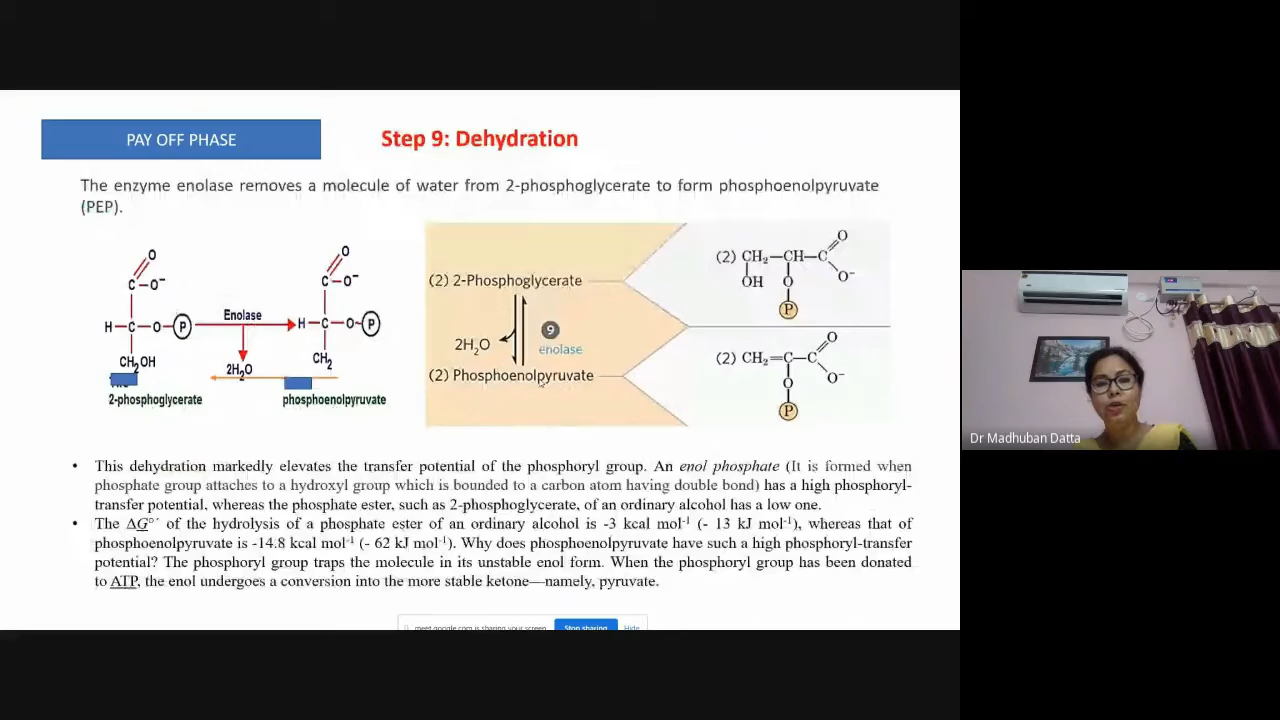 PAY OFF PHASE
Step 9: Dehydration
The enzyme enolase removes a molecule of water from 2-phosphoglycerate to form phosphoenolpyruvate
(PEP).
O
C—O⁻
H—C—O—P
CH₂OH
2-phosphoglycerate
Enolase
2H₂O
O
C—O⁻
H—C—O—P
CH₂
phosphoenolpyruvate
(2) 2-Phosphoglycerate
9
2H₂O
enolase
(2) Phosphoenolpyruvate
O
(2) CH₂—CH—C
OH O O⁻
P
O
(2) CH₂=C—C
O O⁻
P
• This dehydration markedly elevates the transfer potential of the phosphoryl group. An enol phosphate (It is formed when
phosphate group attaches to a hydroxyl group which is bounded to a carbon atom having double bond) has a high phosphoryl-
transfer potential, whereas the phosphate ester, such as 2-phosphoglycerate, of an ordinary alcohol has a low one.
• The ΔG°′ of the hydrolysis of a phosphate ester of an ordinary alcohol is -3 kcal mol⁻¹ (- 13 kJ mol⁻¹), whereas that of
phosphoenolpyruvate is -14.8 kcal mol⁻¹ (- 62 kJ mol⁻¹). Why does phosphoenolpyruvate have such a high phosphoryl-transfer
potential? The phosphoryl group traps the molecule in its unstable enol form. When the phosphoryl group has been donated
to ATP, the enol undergoes a conversion into the more stable ketone—namely, pyruvate.
meet.google.com is sharing your screen. Stop sharing Hide
Dr Madhuban Datta